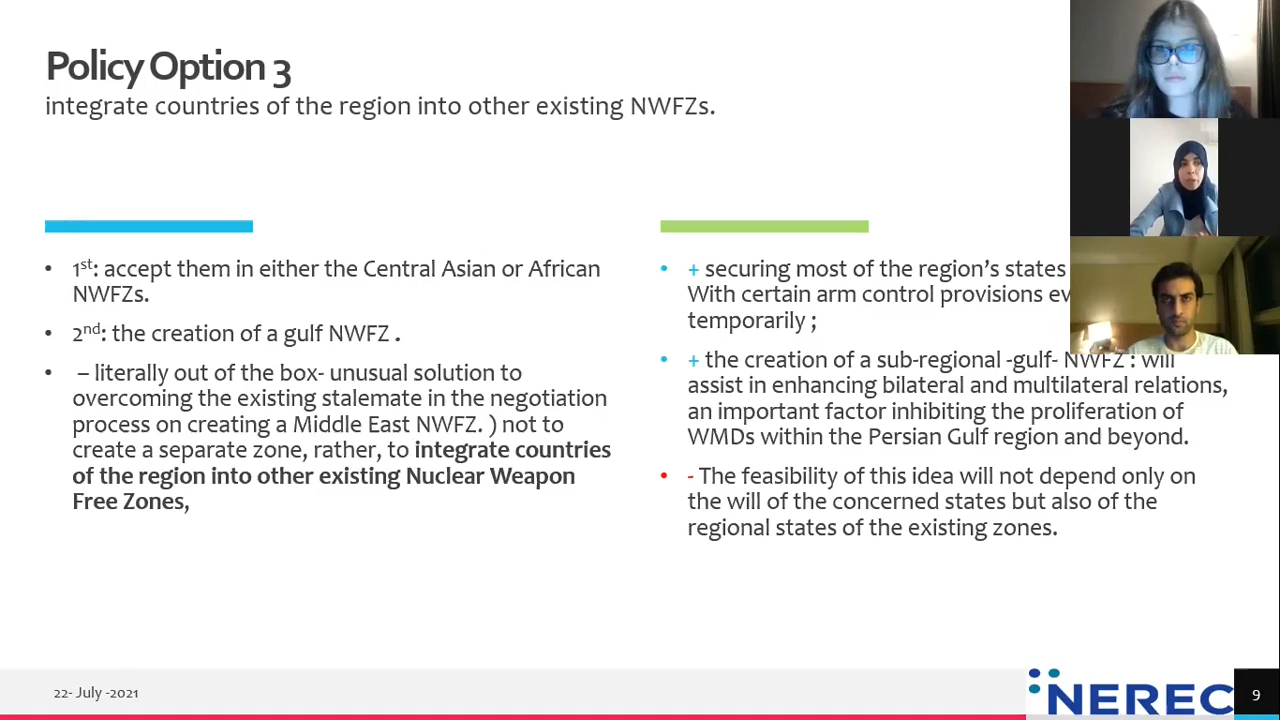 Policy Option 3
integrate countries of the region into other existing NWFZs.
• 1st: accept them in either the Central Asian or African
NWFZs.
• 2nd: the creation of a gulf NWFZ .
• – literally out of the box- unusual solution to
overcoming the existing stalemate in the negotiation
process on creating a Middle East NWFZ. ) not to
create a separate zone, rather, to integrate countries
of the region into other existing Nuclear Weapon
Free Zones,
• + securing most of the region’s states
With certain arm control provisions
temporarily ;
• + the creation of a sub-regional -gulf- NWFZ : will
assist in enhancing bilateral and multilateral relations,
an important factor inhibiting the proliferation of
WMDs within the Persian Gulf region and beyond.
• - The feasibility of this idea will not depend only on
the will of the concerned states but also of the
regional states of the existing zones.
22- July -2021
NEREC
9